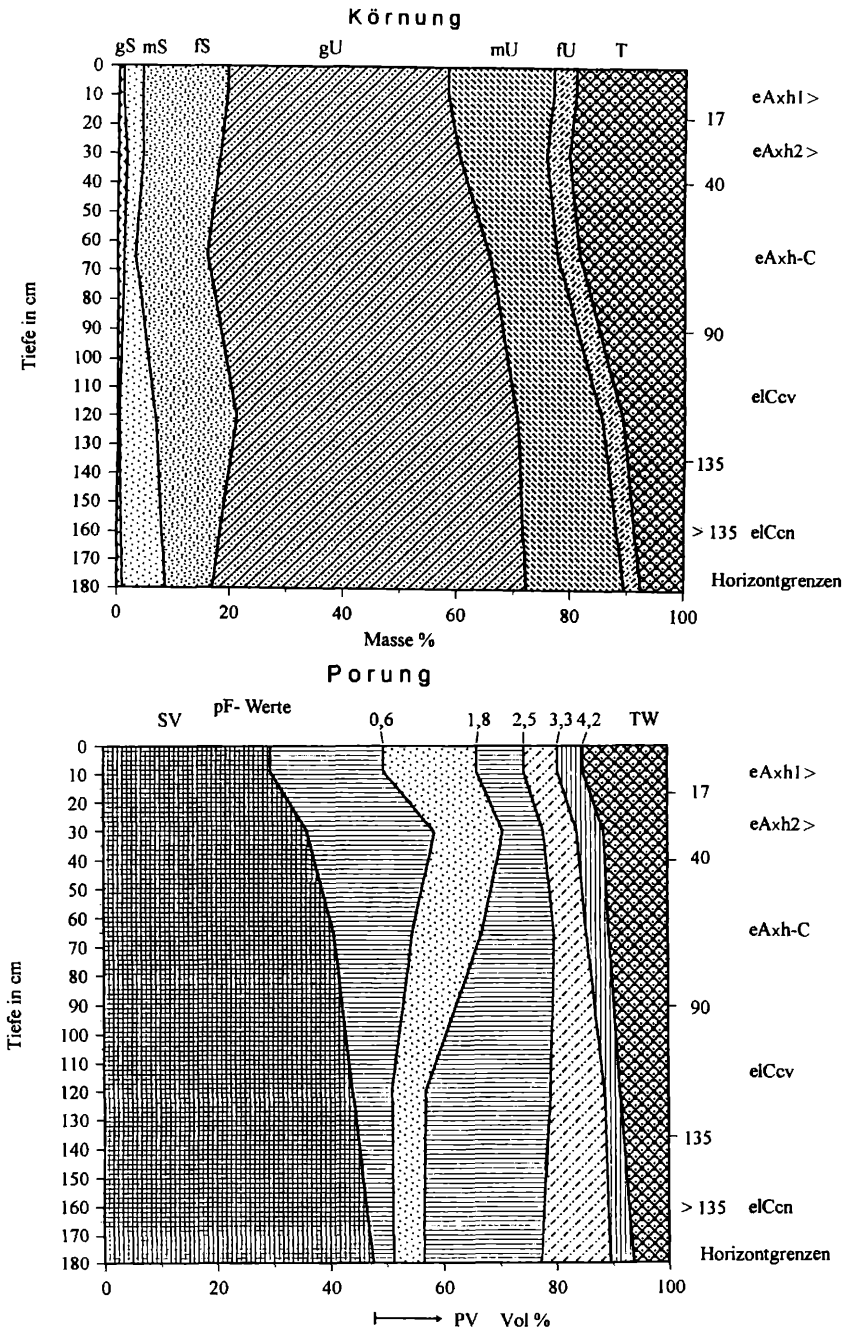 Körnung
gS mS fS gU mU fU T
0
10
20
30
40
50
60
70
80
90
100
110
120
130
140
150
160
170
180
Tiefe in cm
eAxh1>
17
eAxh2>
40
eAxh-C
90
elCcv
135
> 135 elCcn
Horizontgrenzen
0 20 40 60 80 100
Masse %
Porung
SV pF- Werte 0,6 1,8 2,5 3,3 4,2 TW
0
10
20
30
40
50
60
70
80
90
100
110
120
130
140
150
160
170
180
Tiefe in cm
eAxh1>
17
eAxh2>
40
eAxh-C
90
elCcv
135
> 135 elCcn
Horizontgrenzen
0 20 40 60 80 100
PV Vol %